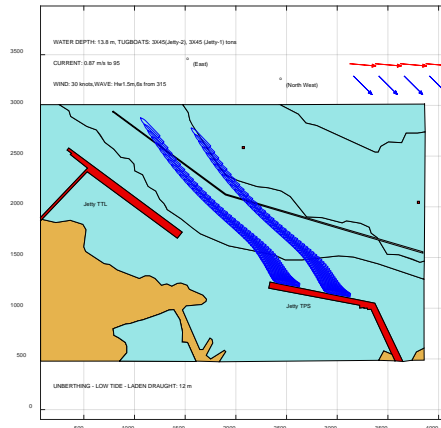 3500
WATER DEPTH: 13.8 m, TUGBOATS: 3X45(Jetty-2), 3X45 (Jetty-1) tons
(East)
CURRENT: 0.87 m/s to 95
(North West)
WIND: 30 knots,WAVE: Hw1.5m,6s from 315
3000
2500
2000
Jetty TTL
1500
1000
Jetty TPS
500
UNBERTHING - LOW TIDE - LADEN DRAUGHT: 12 m
0
500 1000 1500 2000 2500 3000 3500 4000